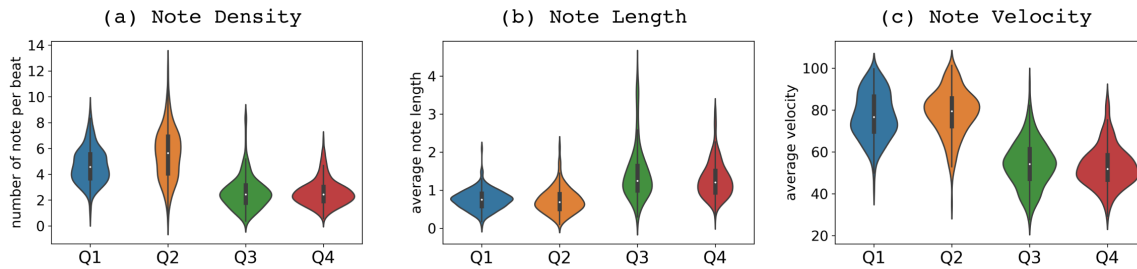 (a) Note Density
number of note per beat
14
12
10
8
6
4
2
0
Q1 Q2 Q3 Q4
(b) Note Length
average note length
4
3
2
1
0
Q1 Q2 Q3 Q4
(c) Note Velocity
average velocity
100
80
60
40
20
Q1 Q2 Q3 Q4